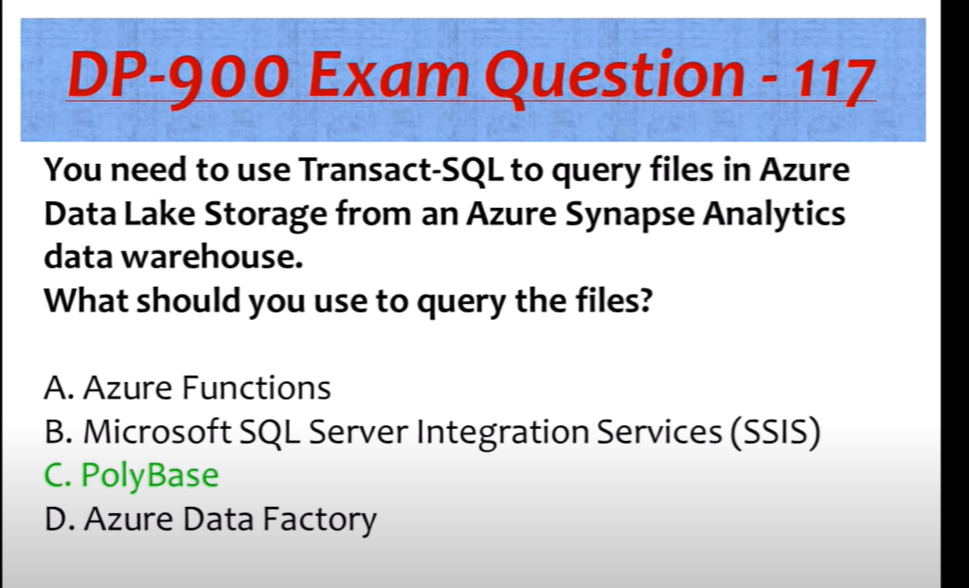 DP-900 Exam Question - 117
You need to use Transact-SQL to query files in Azure
Data Lake Storage from an Azure Synapse Analytics
data warehouse.
What should you use to query the files?
A. Azure Functions
B. Microsoft SQL Server Integration Services (SSIS)
C. PolyBase
D. Azure Data Factory